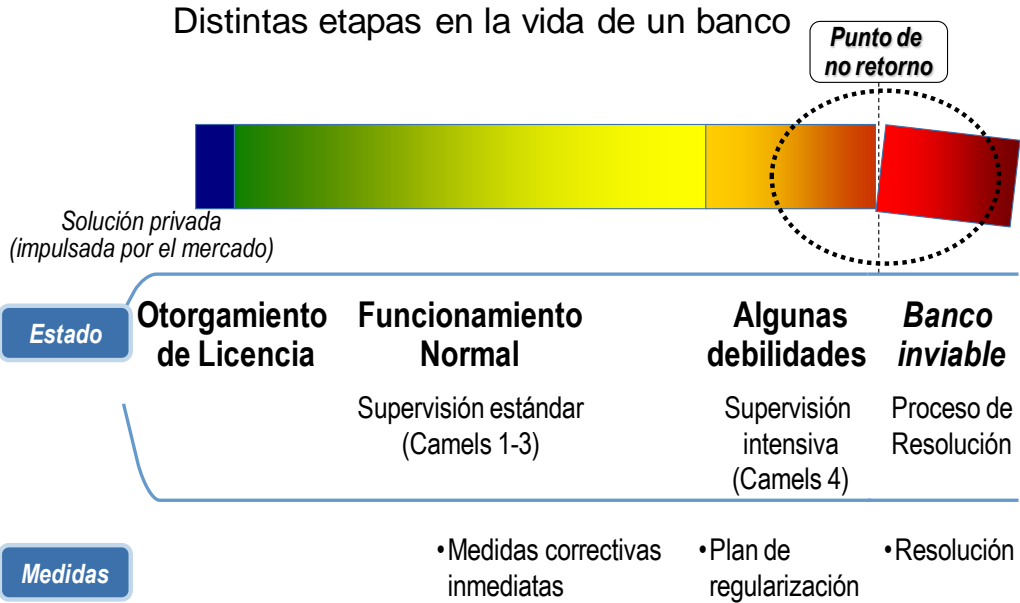 Distintas etapas en la vida de un banco
Punto de
no retorno
Solución privada
(impulsada por el mercado)
Estado
Otorgamiento
de Licencia
Funcionamiento
Normal
Supervisión estándar
(Camels 1-3)
Algunas
debilidades
Supervisión
intensiva
(Camels 4)
Banco
inviable
Proceso de
Resolución
Medidas
•Medidas correctivas
inmediatas
•Plan de
regularización
•Resolución